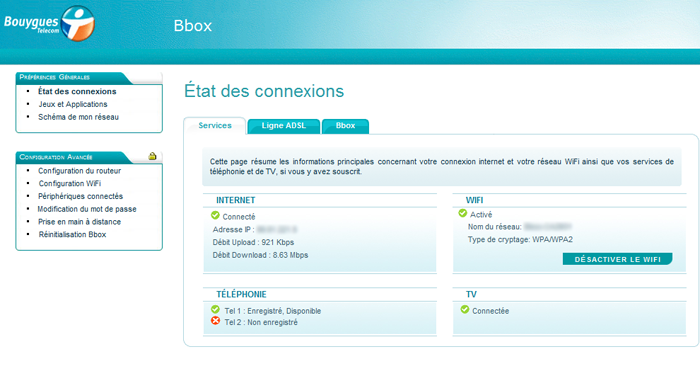 Bouygues
Telecom
Bbox
PRÉFÉRENCES GÉNÉRALES
État des connexions
Jeux et Applications
Schéma de mon réseau
CONFIGURATION AVANCÉE
Configuration du routeur
Configuration WiFi
Périphériques connectés
Modification du mot de passe
Prise en main à distance
Réinitialisation Bbox
État des connexions
Services
Ligne ADSL
Bbox
Cette page résume les informations principales concernant votre connexion internet et votre réseau WiFi ainsi que vos services de
téléphonie et de TV, si vous y avez souscrit.
INTERNET
Connecté
Adresse IP :
Débit Upload : 921 Kbps
Débit Download : 8.63 Mbps
WIFI
Activé
Nom du réseau:
Type de cryptage: WPA/WPA2
DÉSACTIVER LE WIFI
TÉLÉPHONIE
Tel 1 : Enregistré, Disponible
Tel 2 : Non enregistré
TV
Connectée